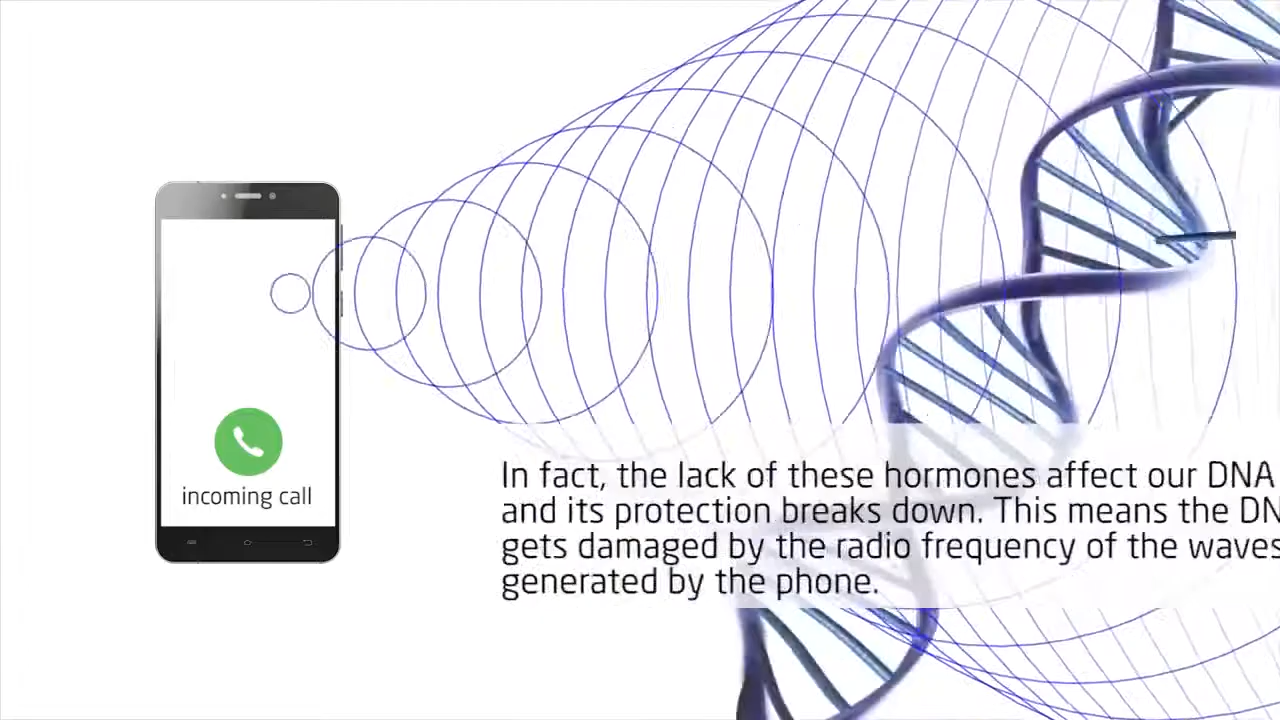 incoming call
In fact, the lack of these hormones affect our DNA
and its protection breaks down. This means the
gets damaged by the radio frequency of the waves
generated by the phone.